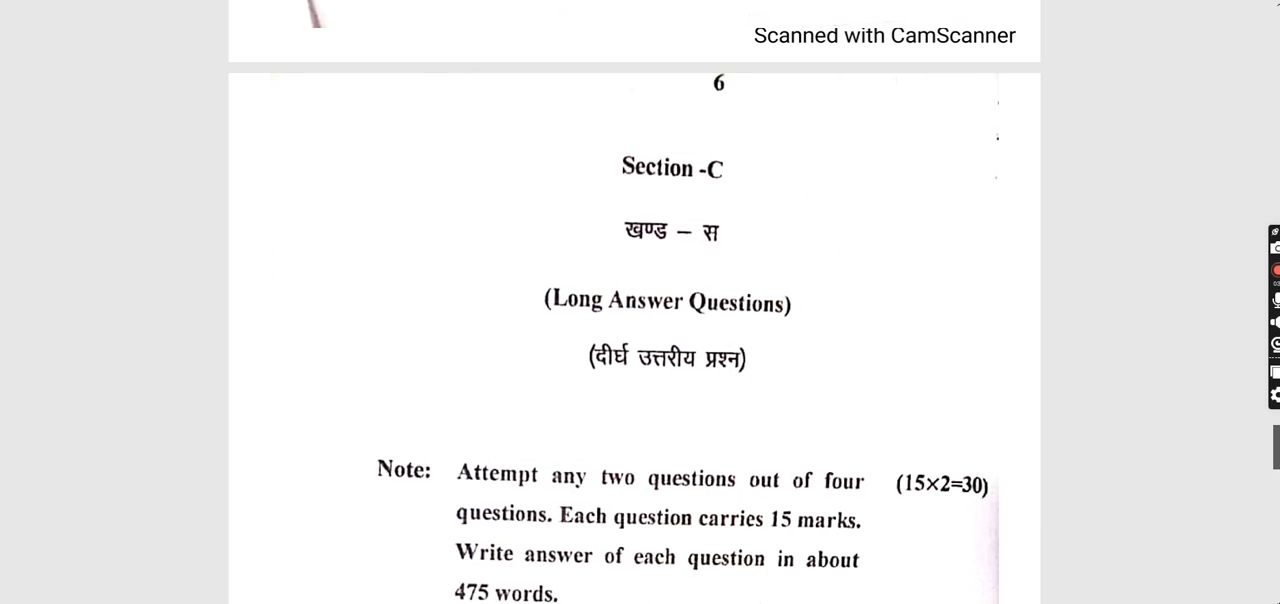 Scanned with CamScanner
6
Section -C
खण्ड – स
(Long Answer Questions)
(दीर्घ उत्तरीय प्रश्न)
Note: Attempt any two questions out of four (15×2=30)
questions. Each question carries 15 marks.
Write answer of each question in about
475 words.